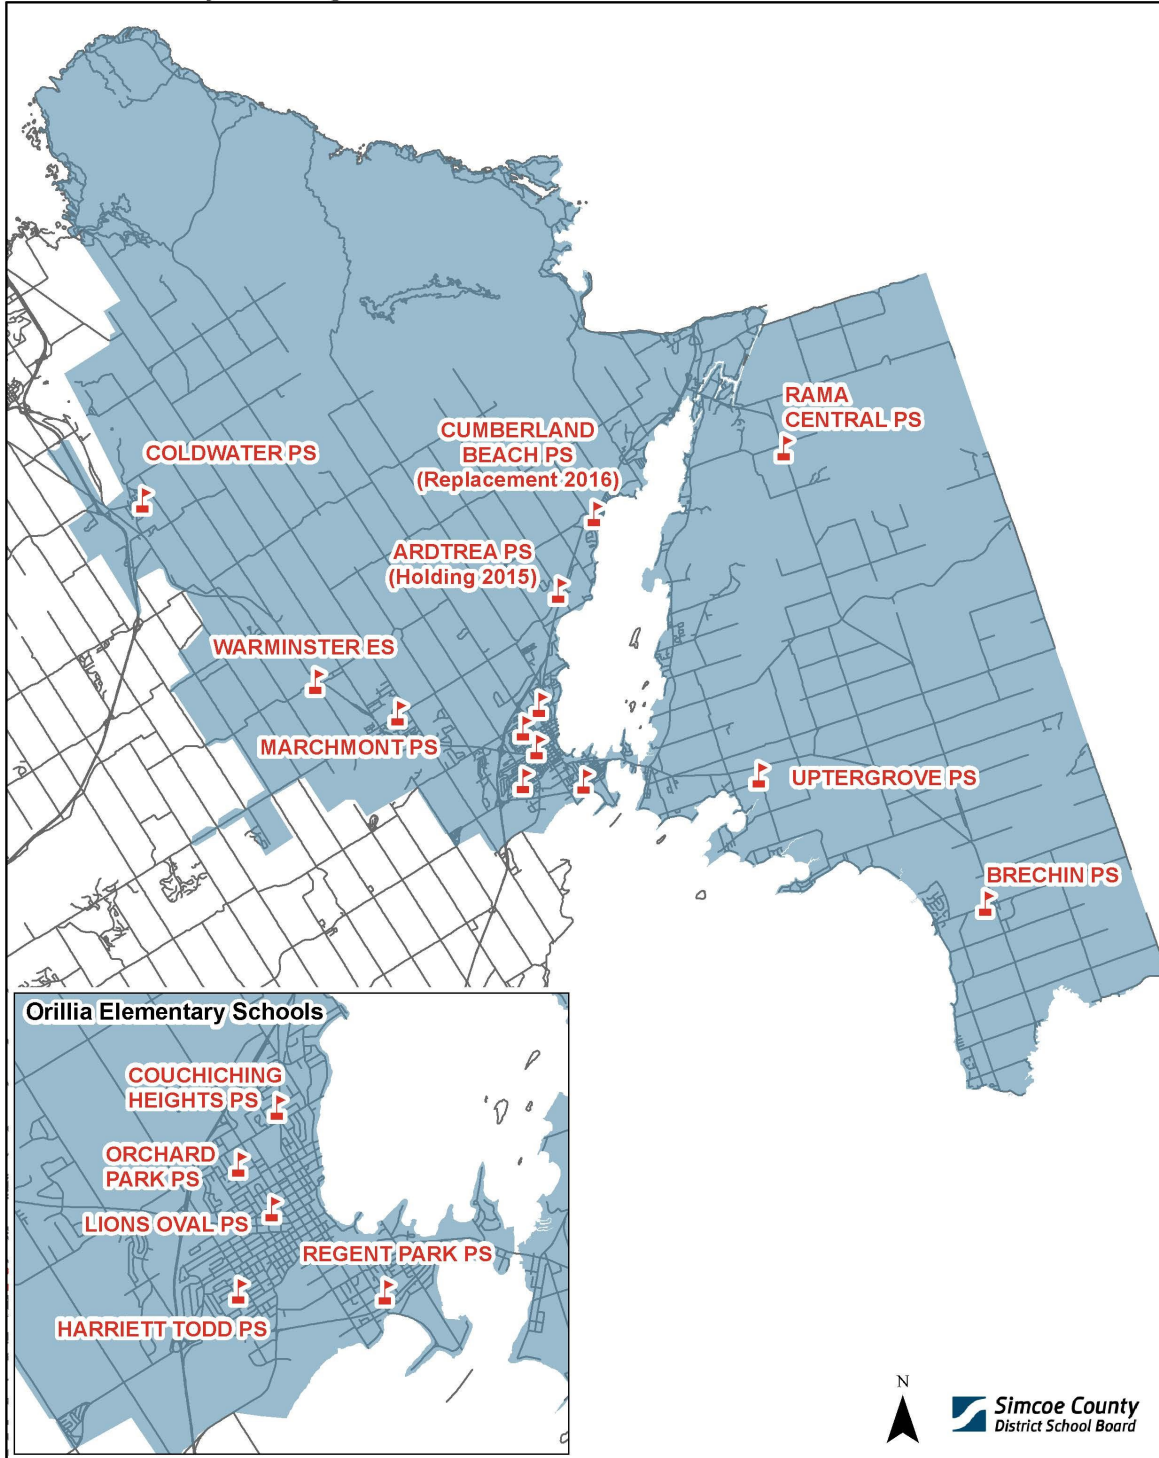 RAMA
CENTRAL PS
CUMBERLAND
BEACH PS
(Replacement 2016)
COLDWATER PS
ARDTREA PS
(Holding 2015)
WARMINSTER ES
MARCHMONT PS
UPTERGROVE PS
BRECHIN PS
Orillia Elementary Schools
COUCHICHING
HEIGHTS PS
ORCHARD
PARK PS
LIONS OVAL PS
REGENT PARK PS
HARRIETT TODD PS
N
Simcoe County
District School Board